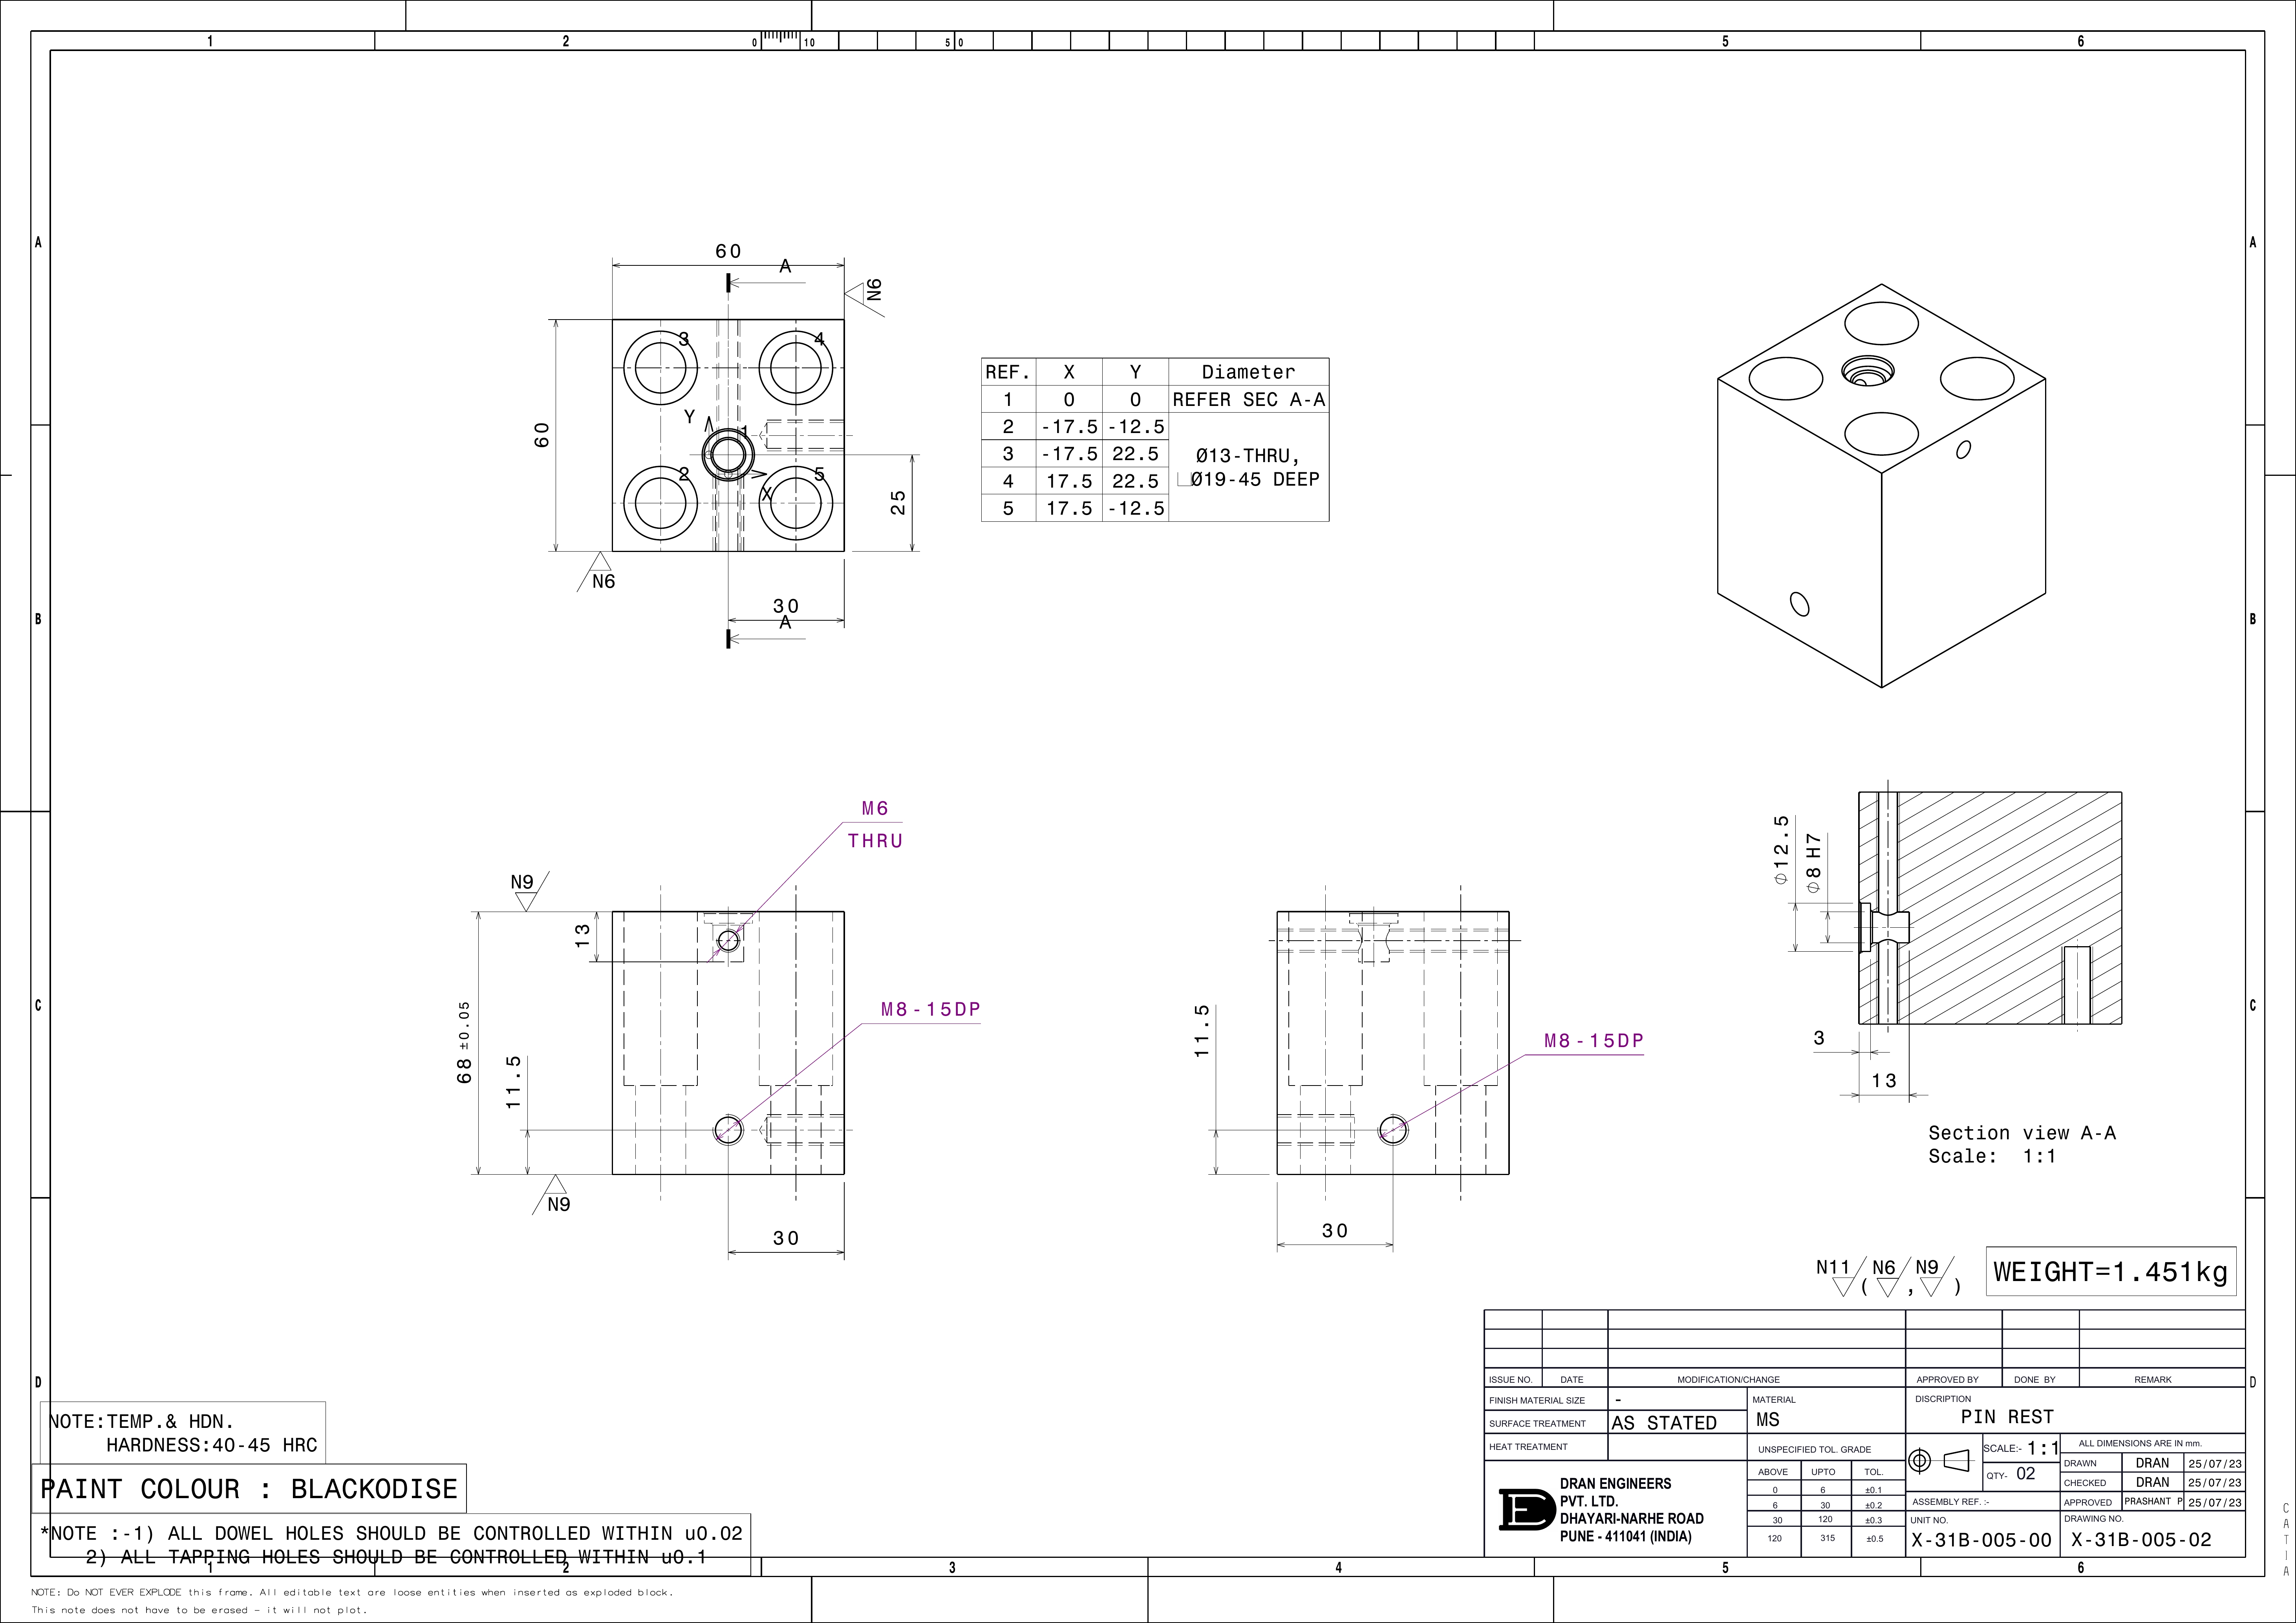 1 2 0 10 50 5 6
A A
B B
C C
D D
60
A
N6
60
3 4
Y
1
2 5
X
25
N6
30
A
REF. X Y Diameter
1 0 0 REFER SEC A-A
2 -17.5 -12.5
3 -17.5 22.5
4 17.5 22.5
5 17.5 -12.5
Ø13-THRU,
⌴Ø19-45 DEEP
M6
THRU
N9
13
M8-15DP
68 ±0.05
11.5
N9
30
11.5
M8-15DP
30
Ø12.5
Ø8 H7
3
13
Section view A-A
Scale: 1:1
N11 ( N6 , N9 )
WEIGHT=1.451kg
ISSUE NO. DATE MODIFICATION/CHANGE APPROVED BY DONE BY REMARK
FINISH MATERIAL SIZE -
SURFACE TREATMENT AS STATED
HEAT TREATMENT
MATERIAL
MS
DISCRIPTION
PIN REST
UNSPECIFIED TOL. GRADE
ABOVE UPTO TOL.
0 6 ±0.1
6 30 ±0.2
30 120 ±0.3
120 315 ±0.5
SCALE:- 1:1
QTY- 02
ALL DIMENSIONS ARE IN mm.
DRAWN DRAN 25/07/23
CHECKED DRAN 25/07/23
APPROVED PRASHANT P 25/07/23
ASSEMBLY REF. :-
UNIT NO.
X-31B-005-00
DRAWING NO.
X-31B-005-02
DRAN ENGINEERS
PVT. LTD.
DHAYARI-NARHE ROAD
PUNE - 411041 (INDIA)
NOTE:TEMP.& HDN.
HARDNESS:40-45 HRC
PAINT COLOUR : BLACKODISE
*NOTE :-1) ALL DOWEL HOLES SHOULD BE CONTROLLED WITHIN u0.02
2) ALL TAPPING HOLES SHOULD BE CONTROLLED WITHIN u0.1
1 2 3 4 5 6
NOTE: Do NOT EVER EXPLODE this frame. All editable text are loose entities when inserted as exploded block.
This note does not have to be erased - it will not plot.
CATIA